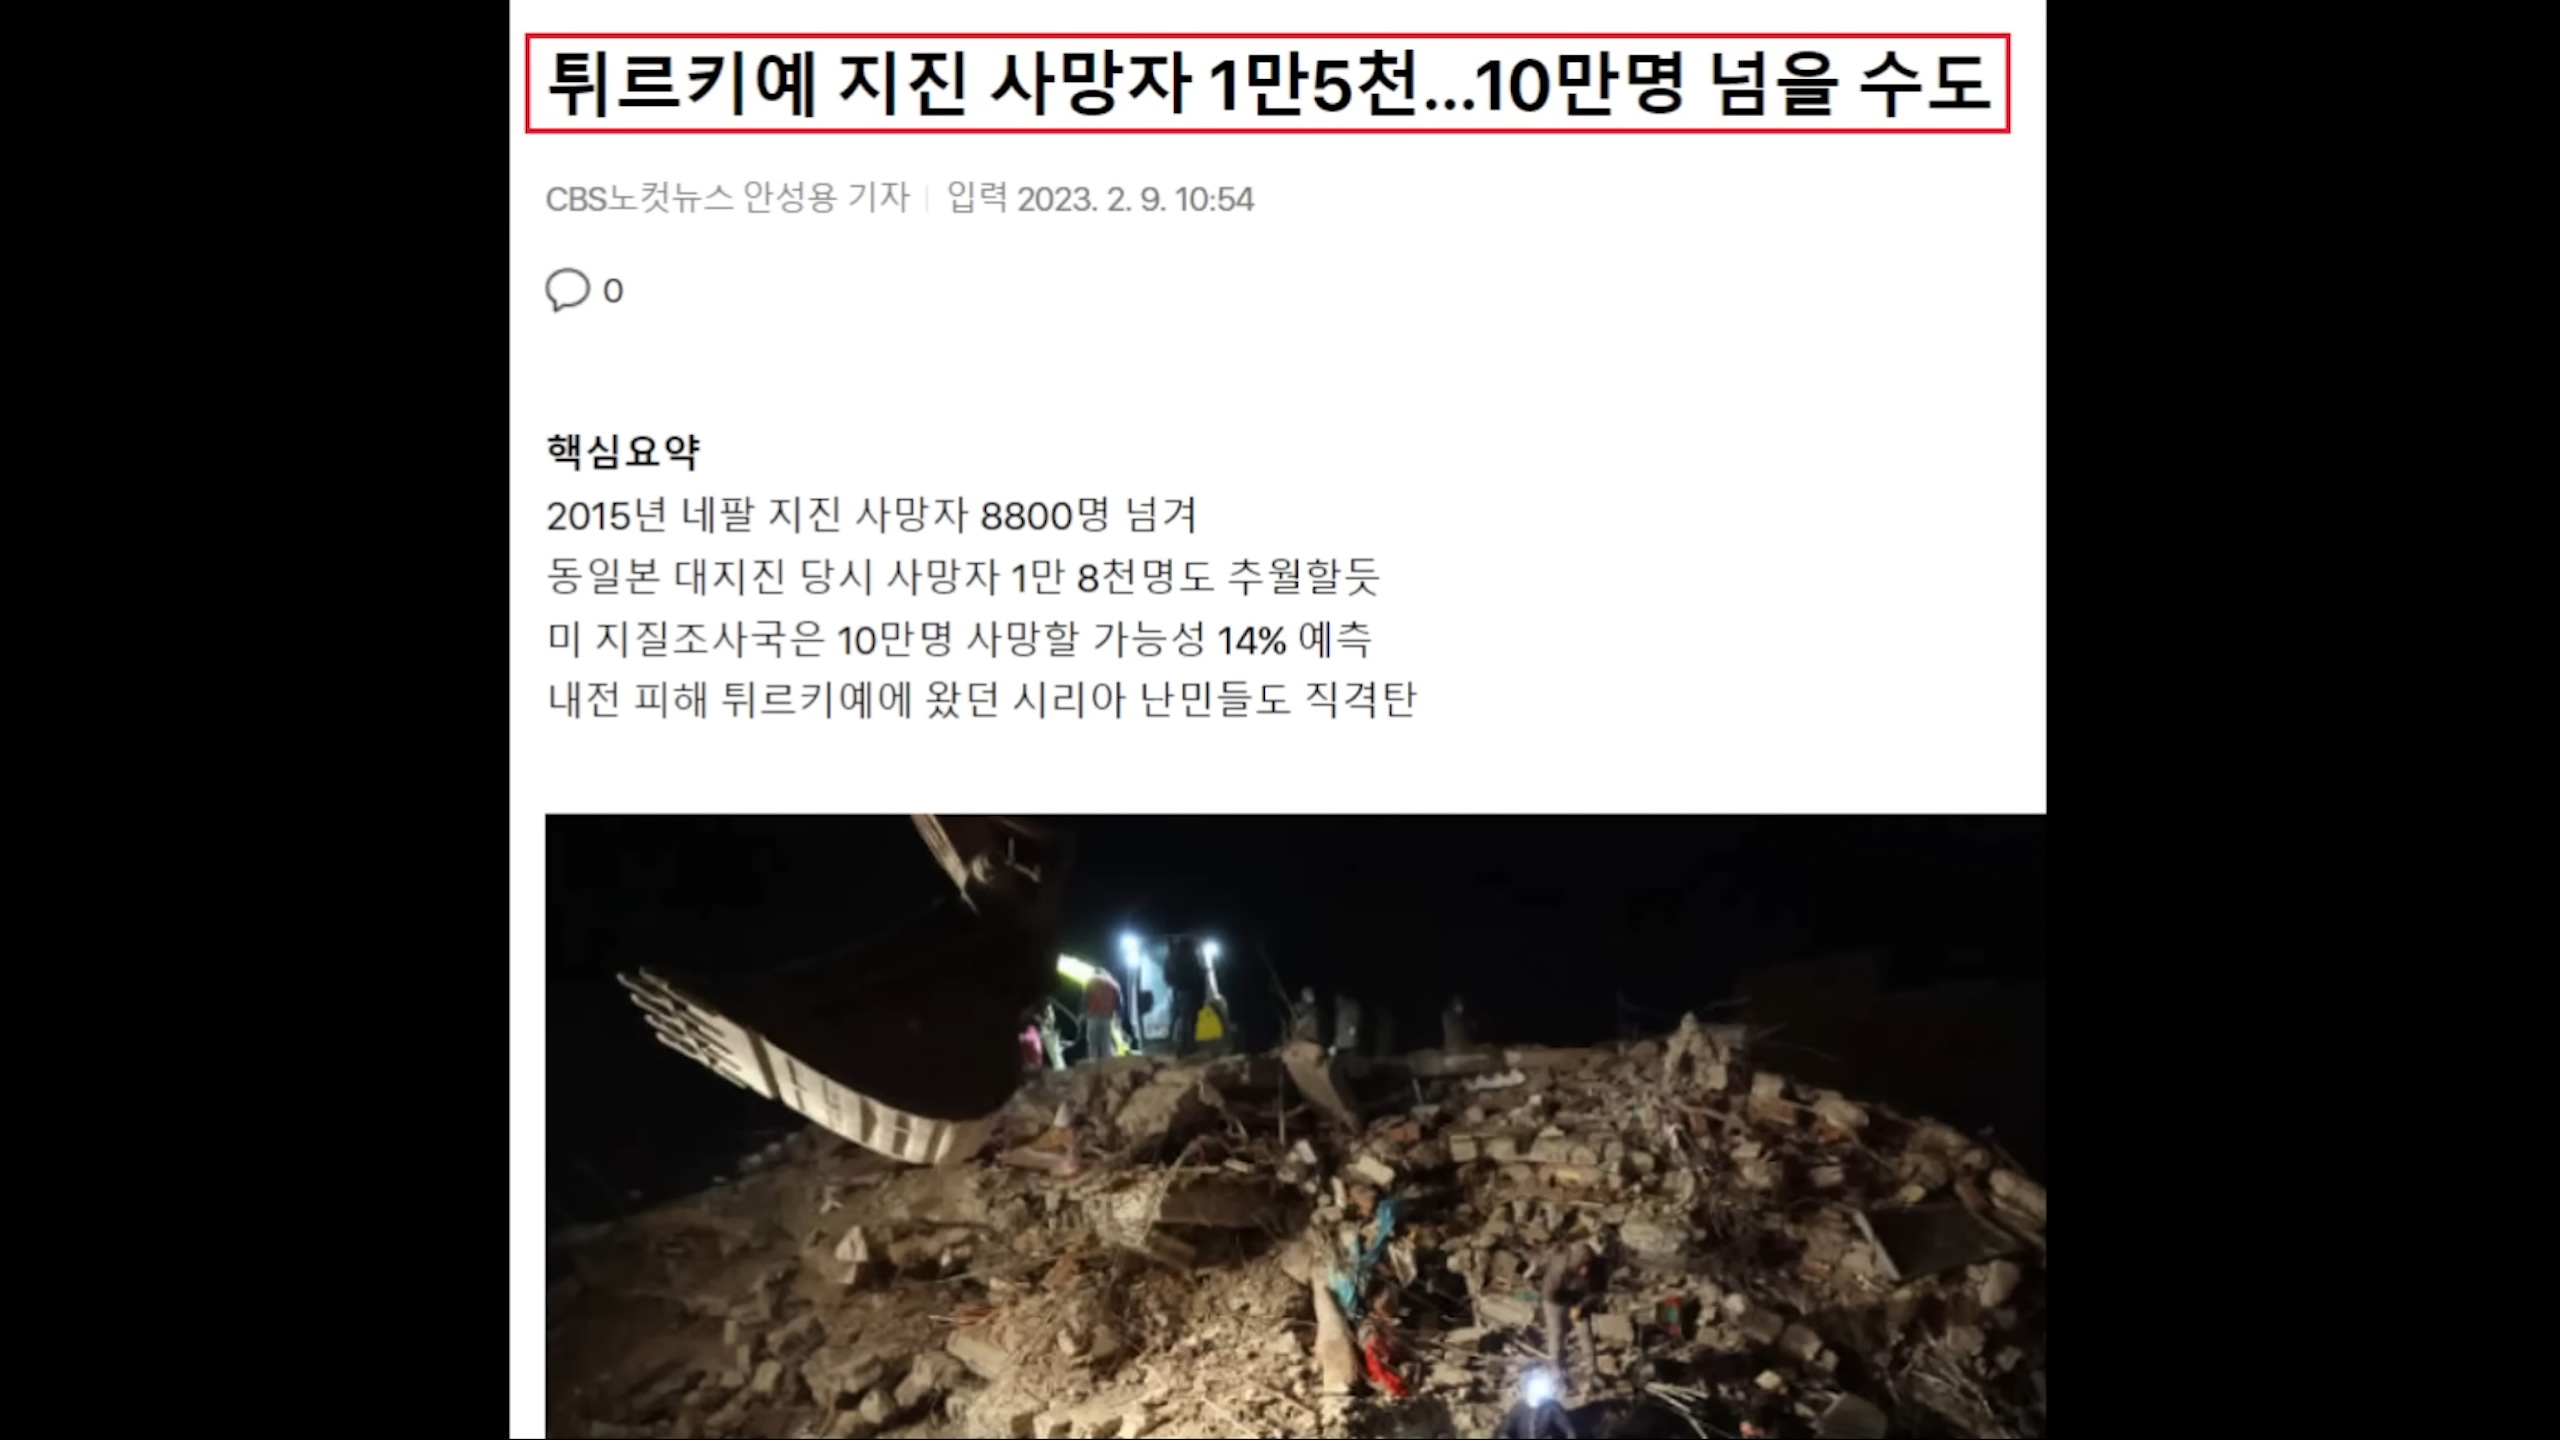 튀르키예 지진 사망자 1만5천...10만명 넘을 수도
CBS노컷뉴스 안성용 기자 | 입력 2023. 2. 9. 10:54
0
핵심요약
2015년 네팔 지진 사망자 8800명 넘겨
동일본 대지진 당시 사망자 1만 8천명도 추월할듯
미 지질조사국은 10만명 사망할 가능성 14% 예측
내전 피해 튀르키예에 왔던 시리아 난민들도 직격탄